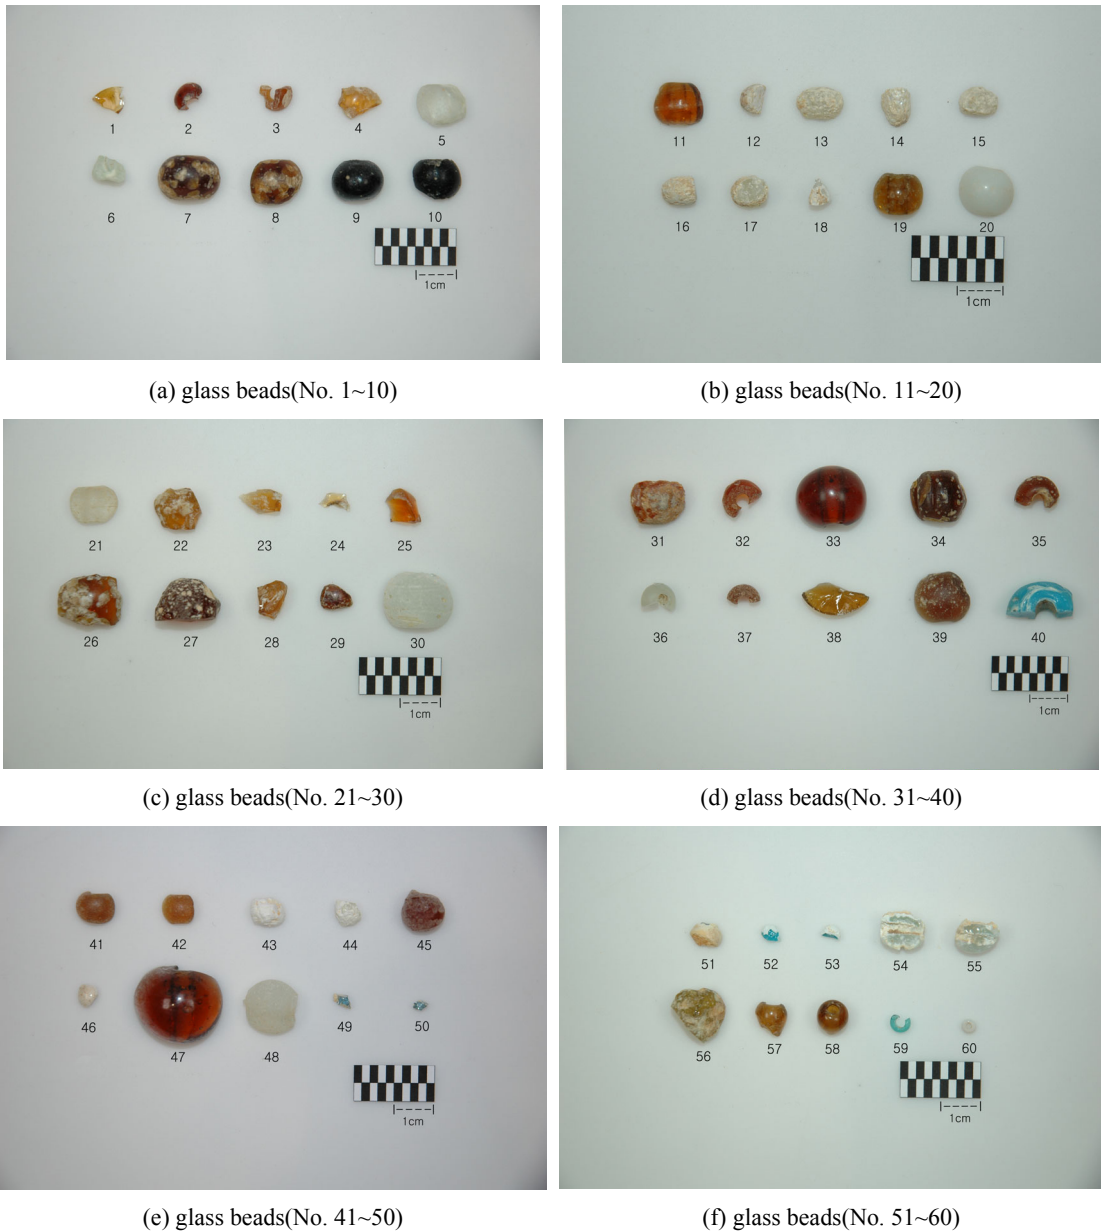 1 2 3 4 5
6 7 8 9 10
1cm
(a) glass beads(No. 1~10)
11 12 13 14 15
16 17 18 19 20
1cm
(b) glass beads(No. 11~20)
21 22 23 24 25
26 27 28 29 30
1cm
(c) glass beads(No. 21~30)
31 32 33 34 35
36 37 38 39 40
1cm
(d) glass beads(No. 31~40)
41 42 43 44 45
46 47 48 49 50
1cm
(e) glass beads(No. 41~50)
51 52 53 54 55
56 57 58 59 60
1cm
(f) glass beads(No. 51~60)